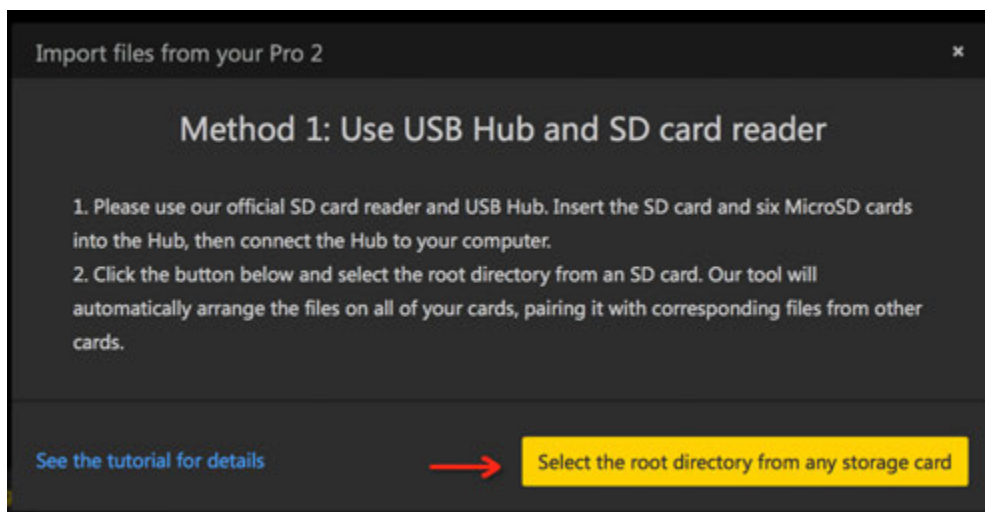 Import files from your Pro 2
×
Method 1: Use USB Hub and SD card reader
1. Please use our official SD card reader and USB Hub. Insert the SD card and six MicroSD cards
into the Hub, then connect the Hub to your computer.
2. Click the button below and select the root directory from an SD card. Our tool will
automatically arrange the files on all of your cards, pairing it with corresponding files from other
cards.
See the tutorial for details
Select the root directory from any storage card